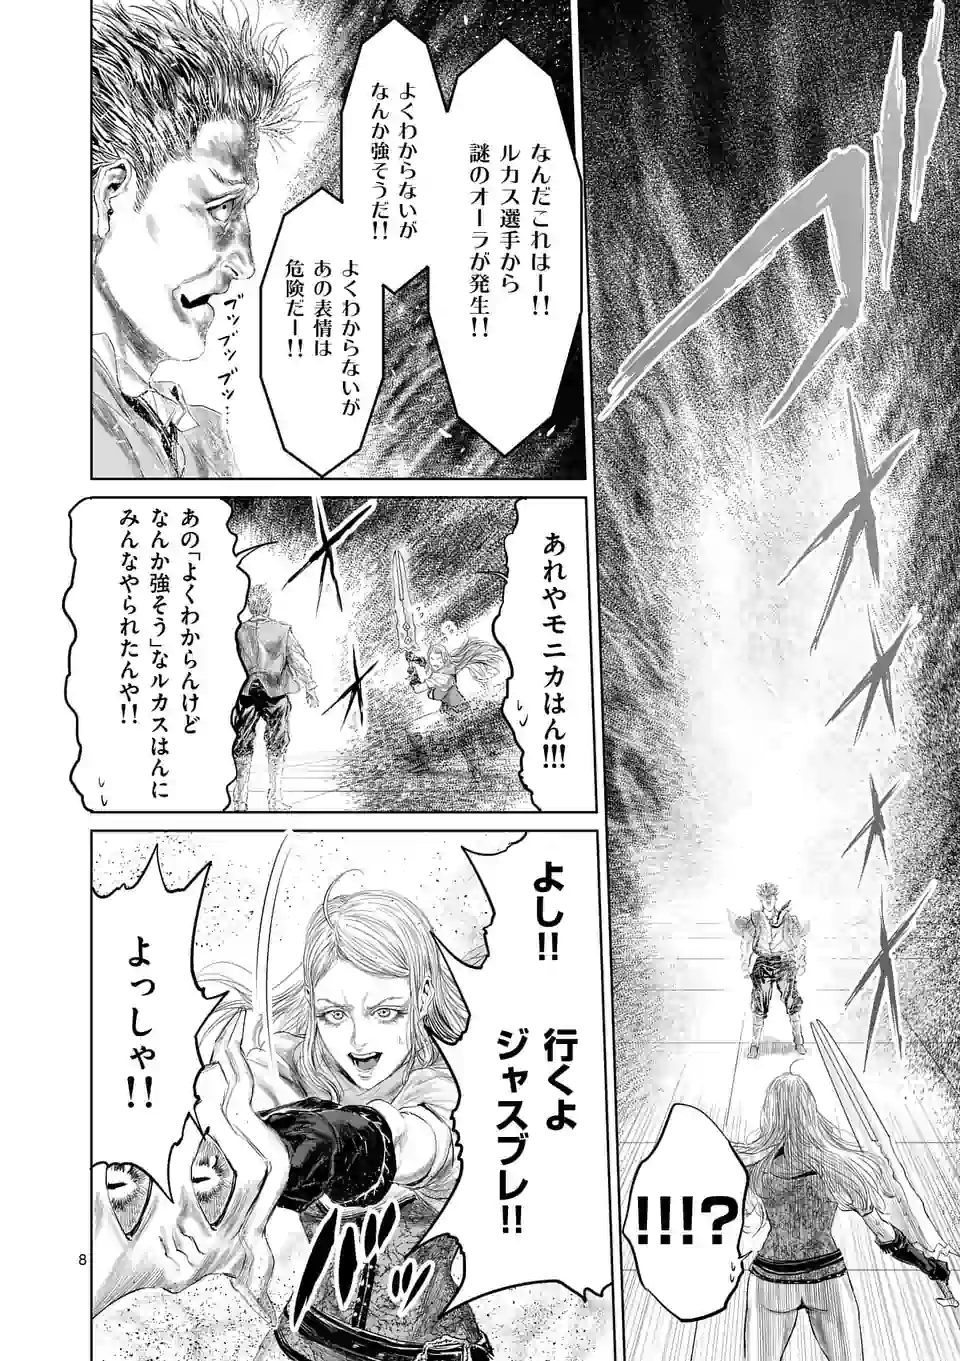 !!!?
なんだこれはー!!
ルカス選手から
謎のオーラが発生!!
よくわからないが
なんか強そうだ!!
よくわからないが
あの表情は
危険だー!!
ブツブツブツ…
あれやモニカはん!!!
あの「よくわからんけど
なんか強そう」なルカスはんに
みんなやられたんや!!
よし!!
行くよ
ジャスブレ!!
よっしゃ!!
8